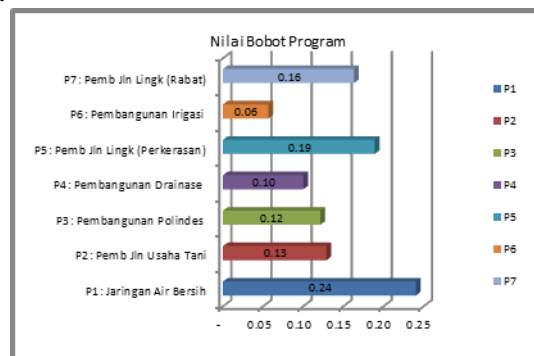 Nilai Bobot Program
P7: Pemb Jln Lingk (Rabat)
0.16
P6: Pembangunan Irigasi
0.06
P5: Pemb Jln Lingk (Perkerasan)
0.19
P4: Pembangunan Drainase
0.10
P3: Pembangunan Polindes
0.12
P2: Pemb Jln Usaha Tani
0.13
P1: Jaringan Air Bersih
0.24
- 0.05 0.10 0.15 0.20 0.25
P1
P2
P3
P4
P5
P6
P7